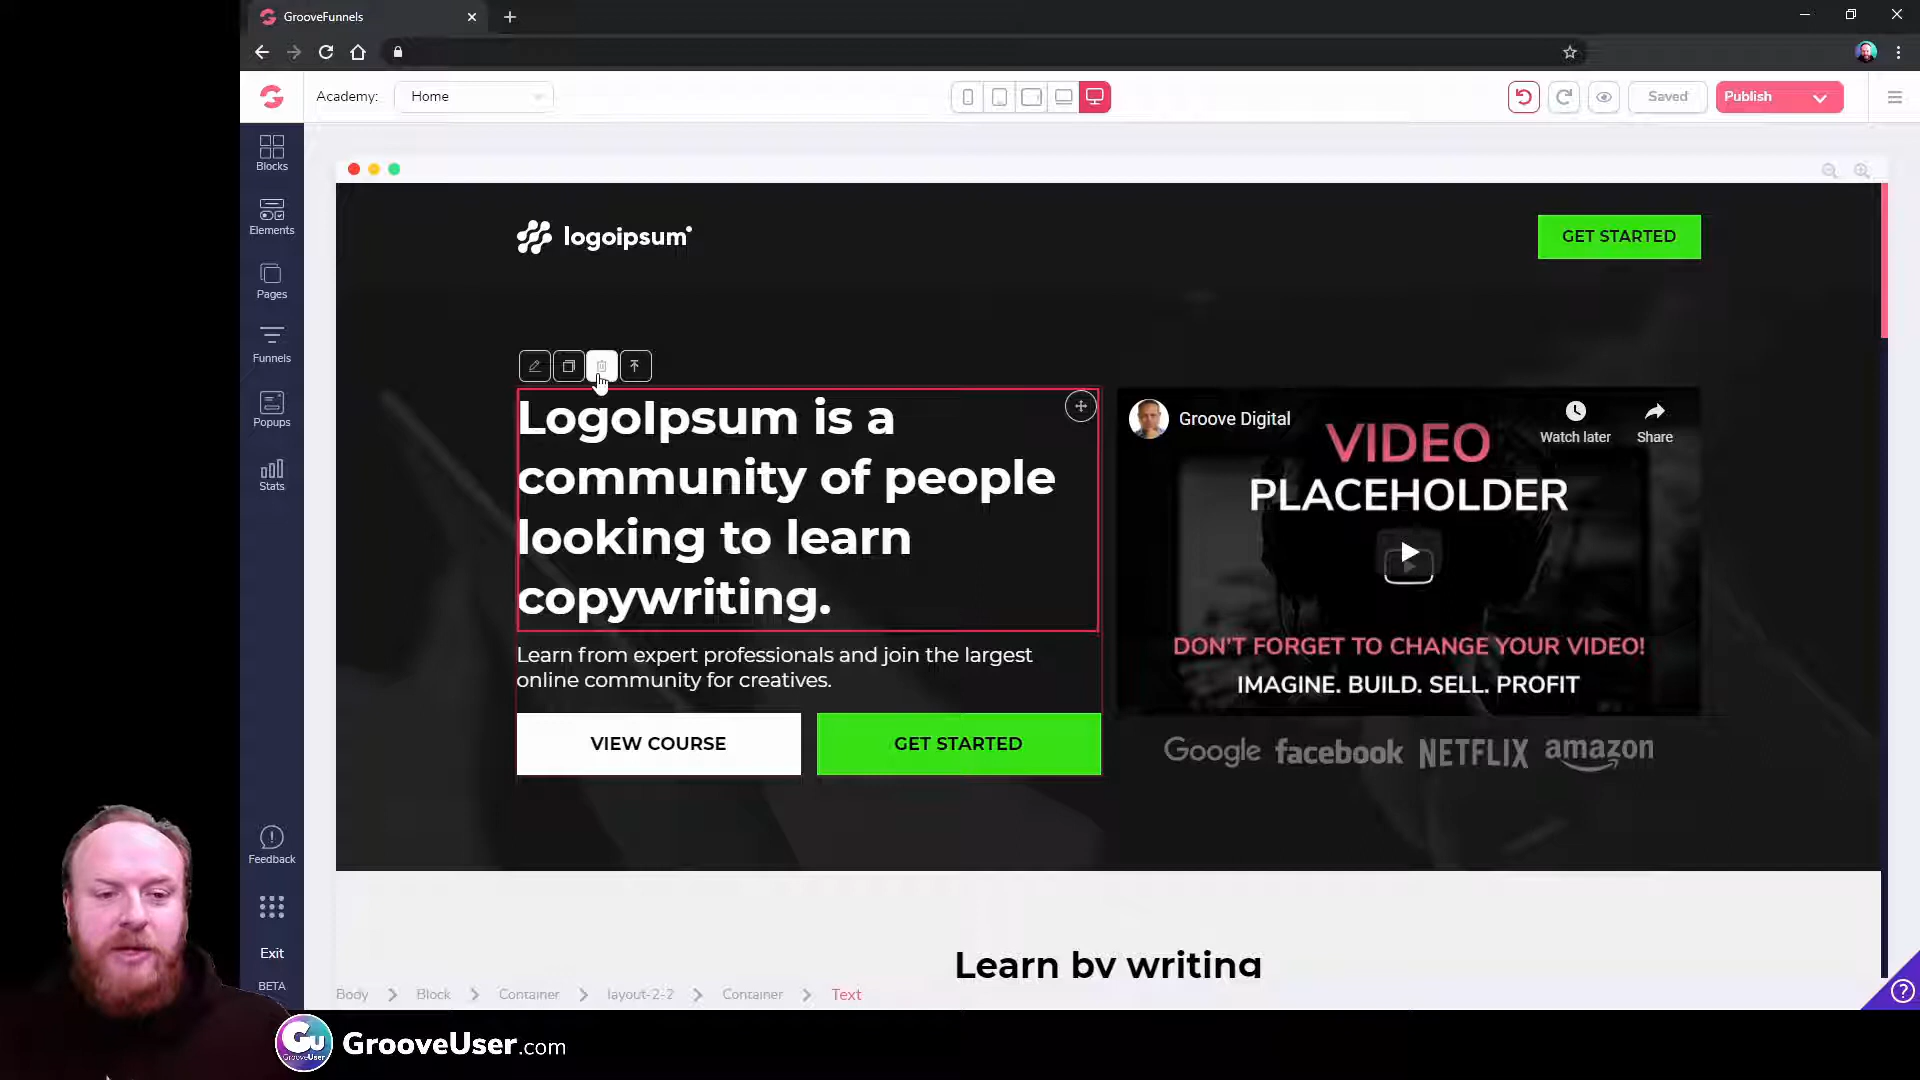 GrooveFunnels
Academy:
Home
Saved
Publish
Blocks
Elements
Pages
Funnels
Popups
Stats
Feedback
Exit
BETA
logoipsum
GET STARTED
LogoIpsum is a
community of people
looking to learn
copywriting.
Learn from expert professionals and join the largest
online community for creatives.
VIEW COURSE
GET STARTED
Groove Digital
Watch later
Share
VIDEO
PLACEHOLDER
DON'T FORGET TO CHANGE YOUR VIDEO!
IMAGINE. BUILD. SELL. PROFIT
Google facebook NETFLIX amazon
Learn by writing
Body
Block
Container
layout-2-2
Container
Text
Gu
GrooveUser
GrooveUser.com